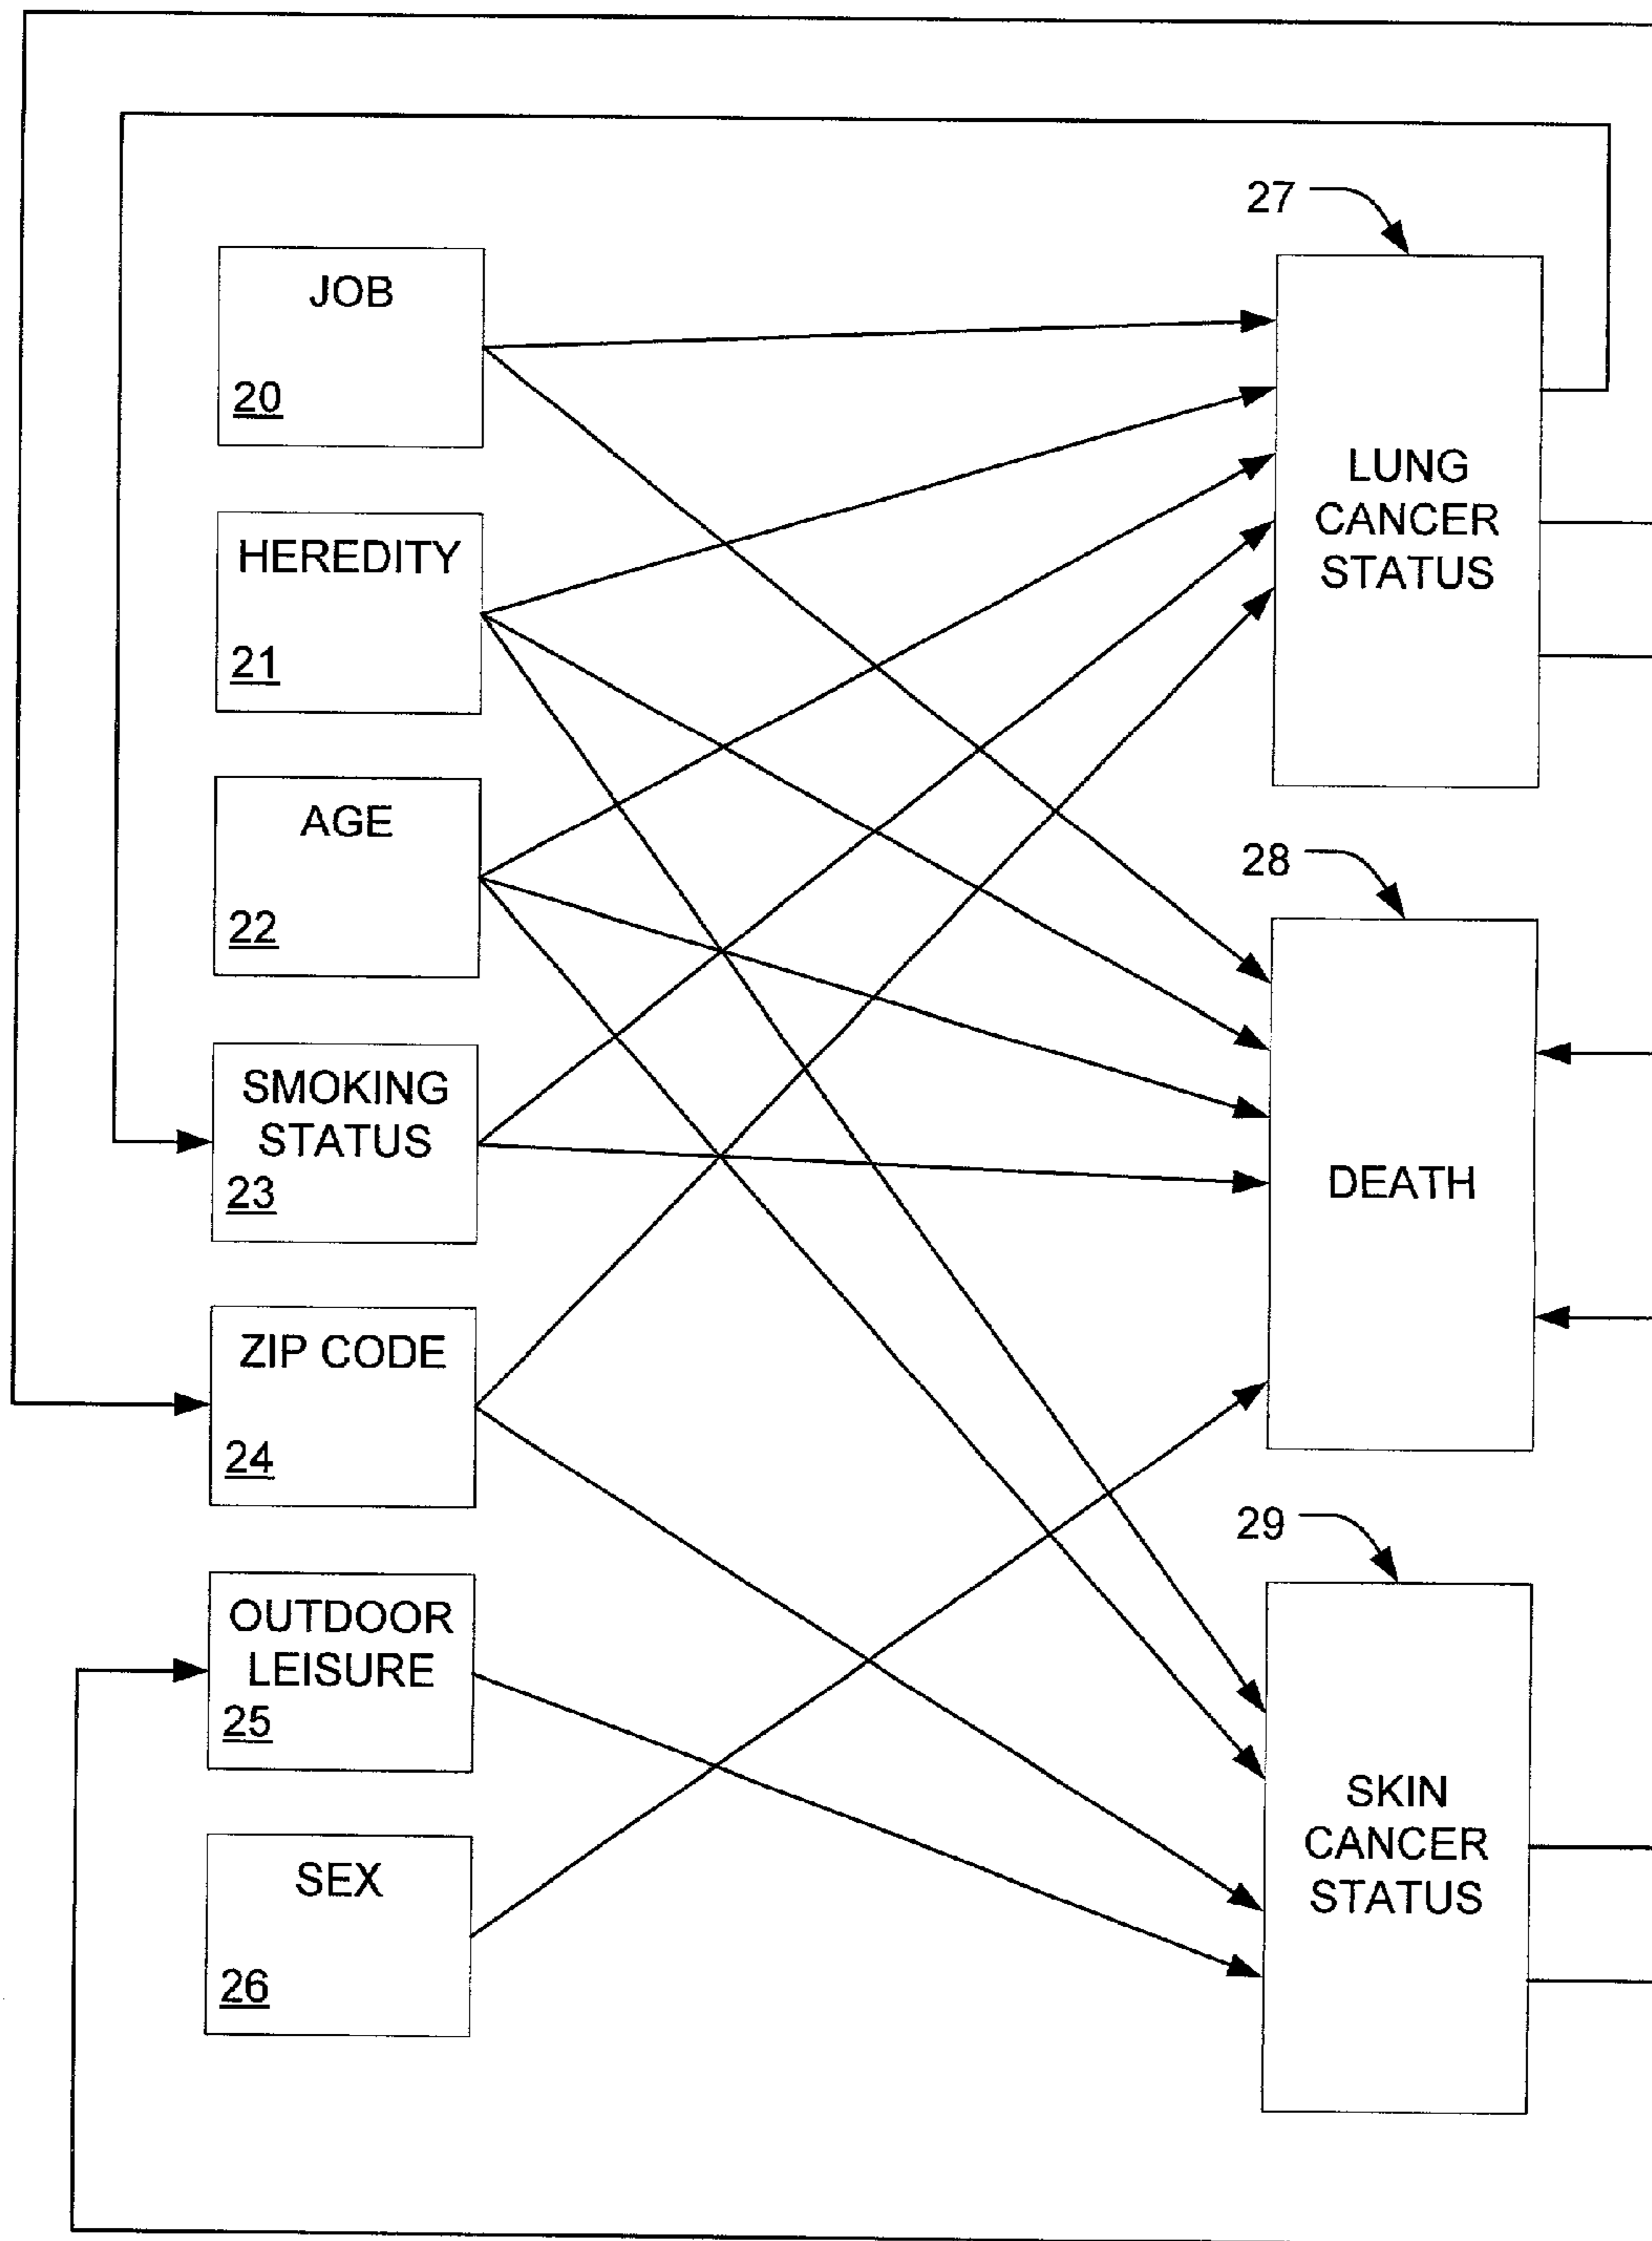 JOB
20
HEREDITY
21
AGE
22
SMOKING
STATUS
23
ZIP CODE
24
OUTDOOR
LEISURE
25
SEX
26
27
LUNG
CANCER
STATUS
28
DEATH
29
SKIN
CANCER
STATUS